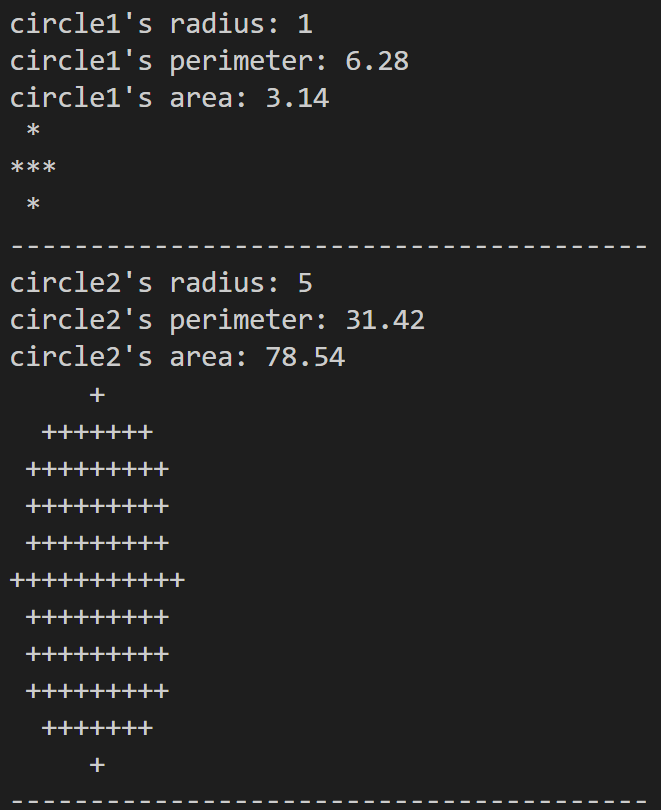 circle1's radius: 1
circle1's perimeter: 6.28
circle1's area: 3.14
 *
***
 *
----------------------------------------
circle2's radius: 5
circle2's perimeter: 31.42
circle2's area: 78.54
     +
  +++++++
 +++++++++
 +++++++++
 +++++++++
+++++++++++
 +++++++++
 +++++++++
 +++++++++
  +++++++
     +
----------------------------------------